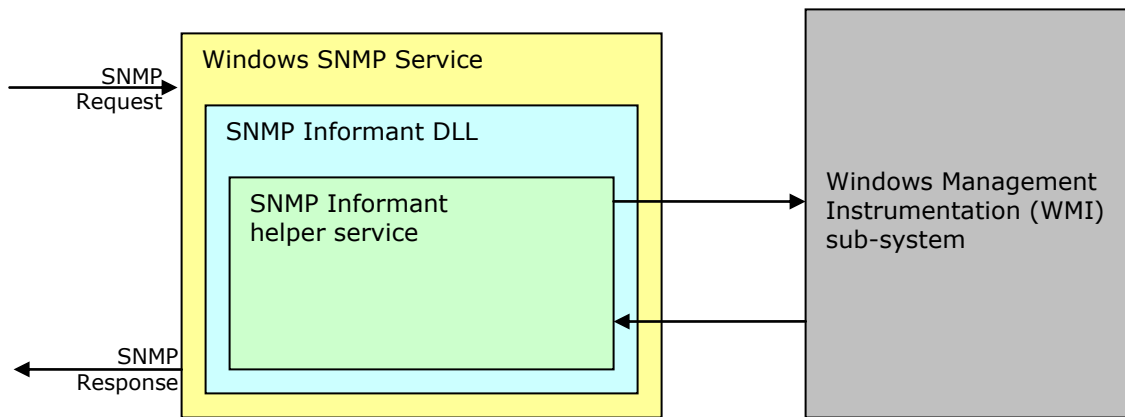 SNMP
Request
Windows SNMP Service
SNMP Informant DLL
SNMP Informant
helper service
Windows Management
Instrumentation (WMI)
sub-system
SNMP
Response